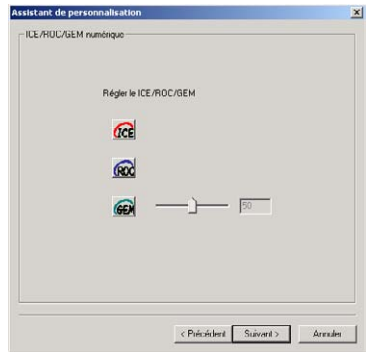 Assistant de personnalisation
ICE/ROC/GEM numérique
Régler le ICE/ROC/GEM
ICE
ROC
GEM
50
< Précédent
Suivant >
Annuler